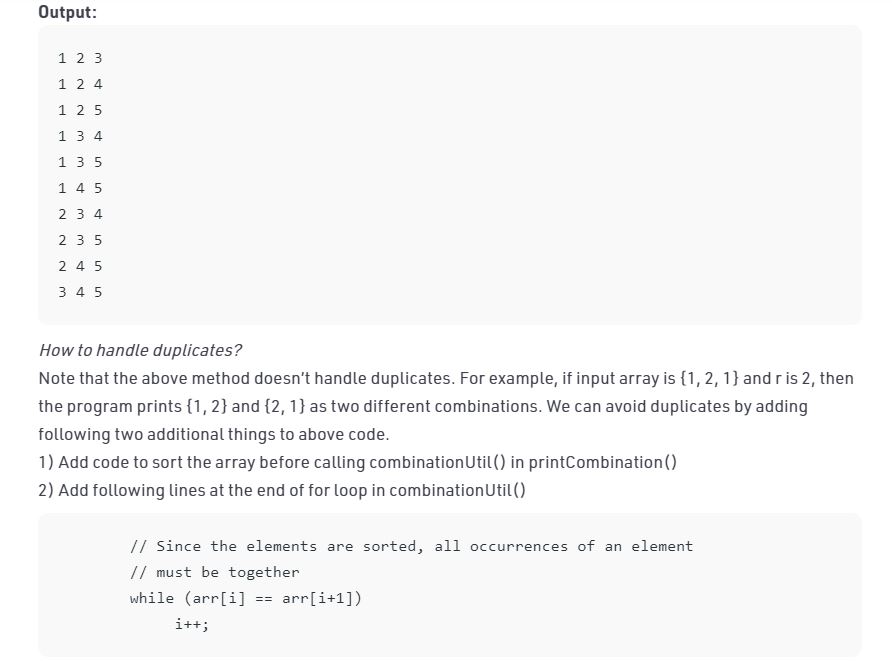 Output:
1 2 3
1 2 4
1 2 5
1 3 4
1 3 5
1 4 5
2 3 4
2 3 5
2 4 5
3 4 5
How to handle duplicates?
Note that the above method doesn't handle duplicates. For example, if input array is {1, 2, 1} and r is 2, then
the program prints {1, 2} and {2, 1} as two different combinations. We can avoid duplicates by adding
following two additional things to above code.
1) Add code to sort the array before calling combinationUtil() in printCombination()
2) Add following lines at the end of for loop in combinationUtil()
// Since the elements are sorted, all occurrences of an element
// must be together
while (arr[i] == arr[i+1])
i++;